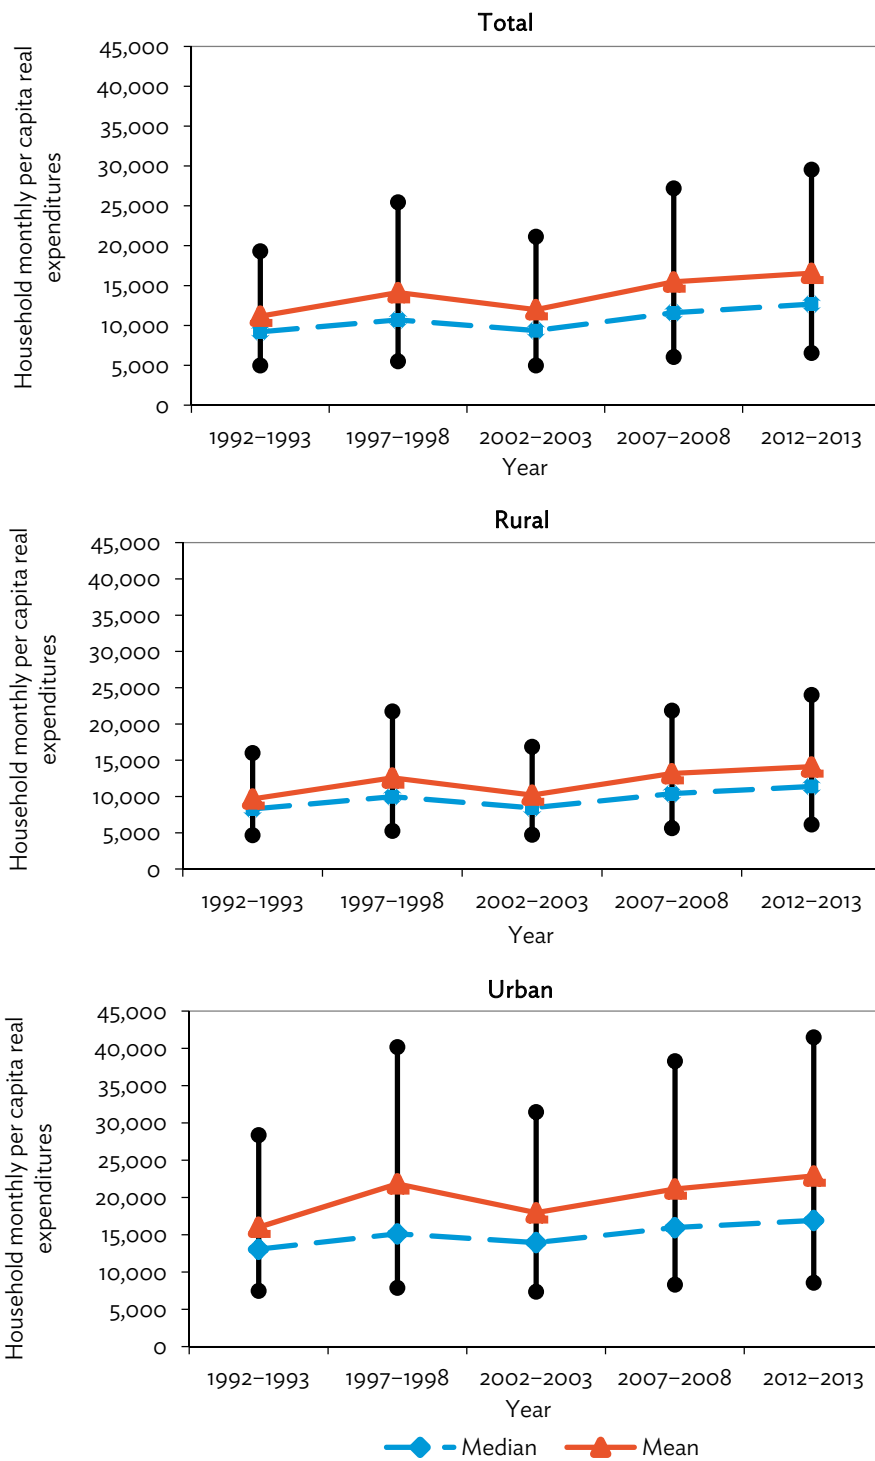 Total
Household monthly per capita real
expenditures
45,000
40,000
35,000
30,000
25,000
20,000
15,000
10,000
5,000
0
1992–1993 1997–1998 2002–2003 2007–2008 2012–2013
Year
Rural
Household monthly per capita real
expenditures
45,000
40,000
35,000
30,000
25,000
20,000
15,000
10,000
5,000
0
1992–1993 1997–1998 2002–2003 2007–2008 2012–2013
Year
Urban
Household monthly per capita real
expenditures
45,000
40,000
35,000
30,000
25,000
20,000
15,000
10,000
5,000
0
1992–1993 1997–1998 2002–2003 2007–2008 2012–2013
Year
Median Mean